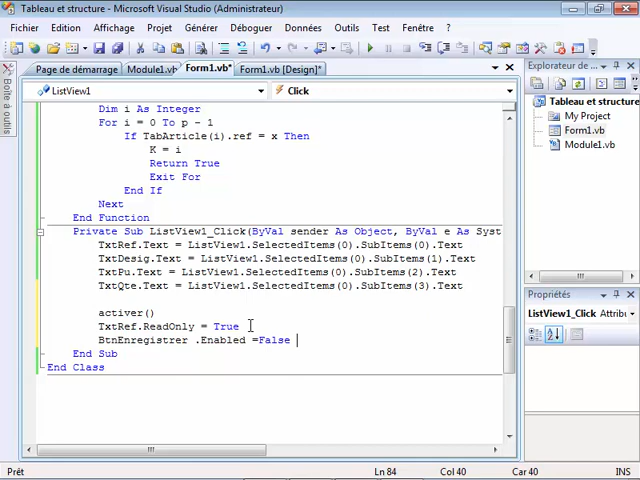 Tableau et structure - Microsoft Visual Studio (Administrateur)
Fichier Edition Affichage Projet Générer Déboguer Données Outils Test Fenêtre ?
Page de démarrage Module1.vb Form1.vb* Form1.vb [Design]*
ListView1 Click
Boîte à outils
Dim i As Integer
For i = 0 To p - 1
If TabArticle(i).ref = x Then
K = i
Return True
Exit For
End If
Next
End Function
Private Sub ListView1_Click(ByVal sender As Object, ByVal e As Syst
TxtRef.Text = ListView1.SelectedItems(0).SubItems(0).Text
TxtDesig.Text = ListView1.SelectedItems(0).SubItems(1).Text
TxtPu.Text = ListView1.SelectedItems(0).SubItems(2).Text
TxtQte.Text = ListView1.SelectedItems(0).SubItems(3).Text
activer()
TxtRef.ReadOnly = True
BtnEnregistrer .Enabled =False
End Sub
End Class
Explorateur de
Tableau et structure
My Project
Form1.vb
Module1.vb
Propriétés
ListView1_Click Attribu
Prêt Ln 84 Col 40 Car 40 INS